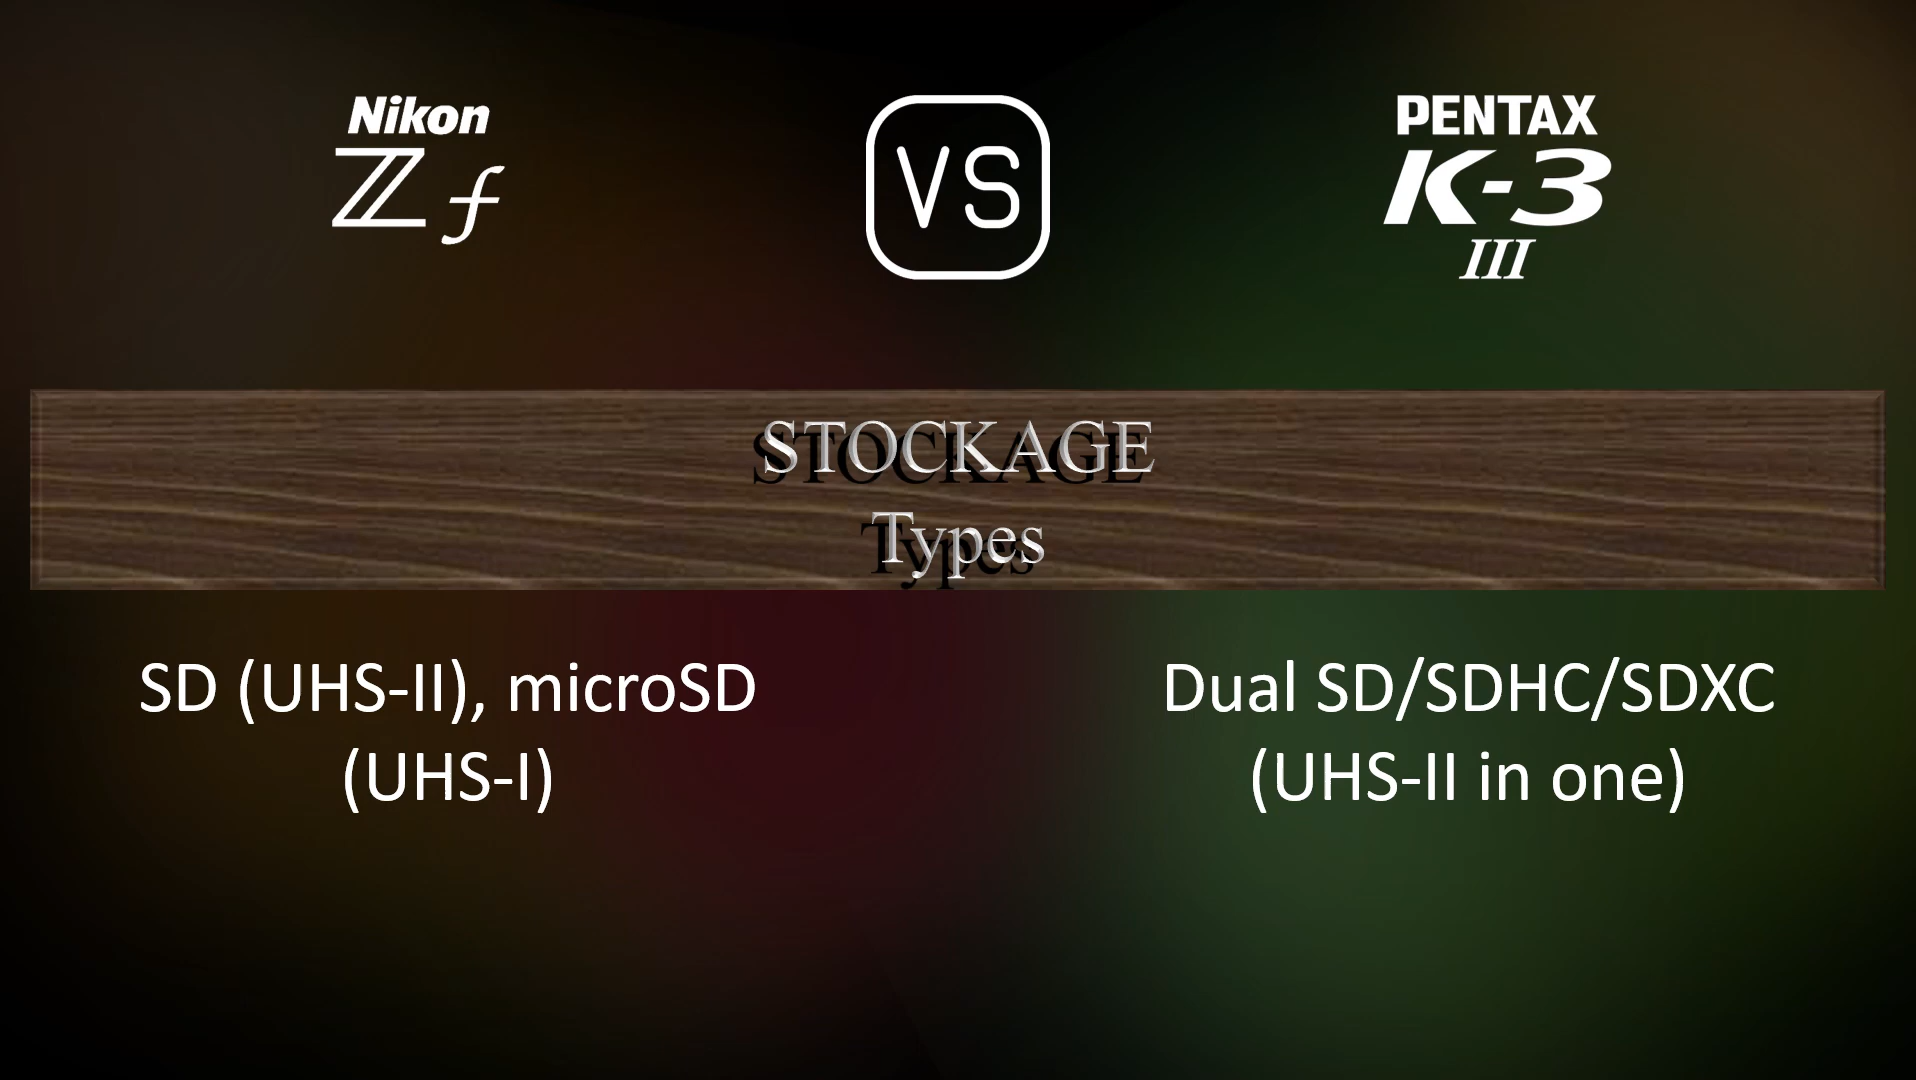 Nikon
Z f
VS
PENTAX
K-3
III
STOCKAGE
Types
SD (UHS-II), microSD
(UHS-I)
Dual SD/SDHC/SDXC
(UHS-II in one)